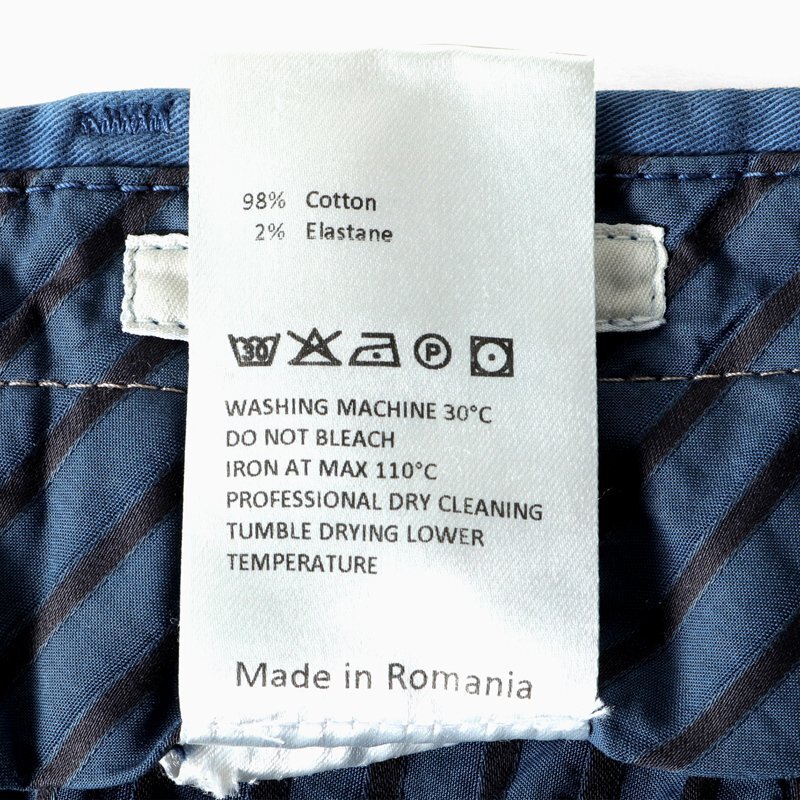 98% Cotton
2% Elastane
30 P
WASHING MACHINE 30°C
DO NOT BLEACH
IRON AT MAX 110°C
PROFESSIONAL DRY CLEANING
TUMBLE DRYING LOWER
TEMPERATURE
Made in Romania